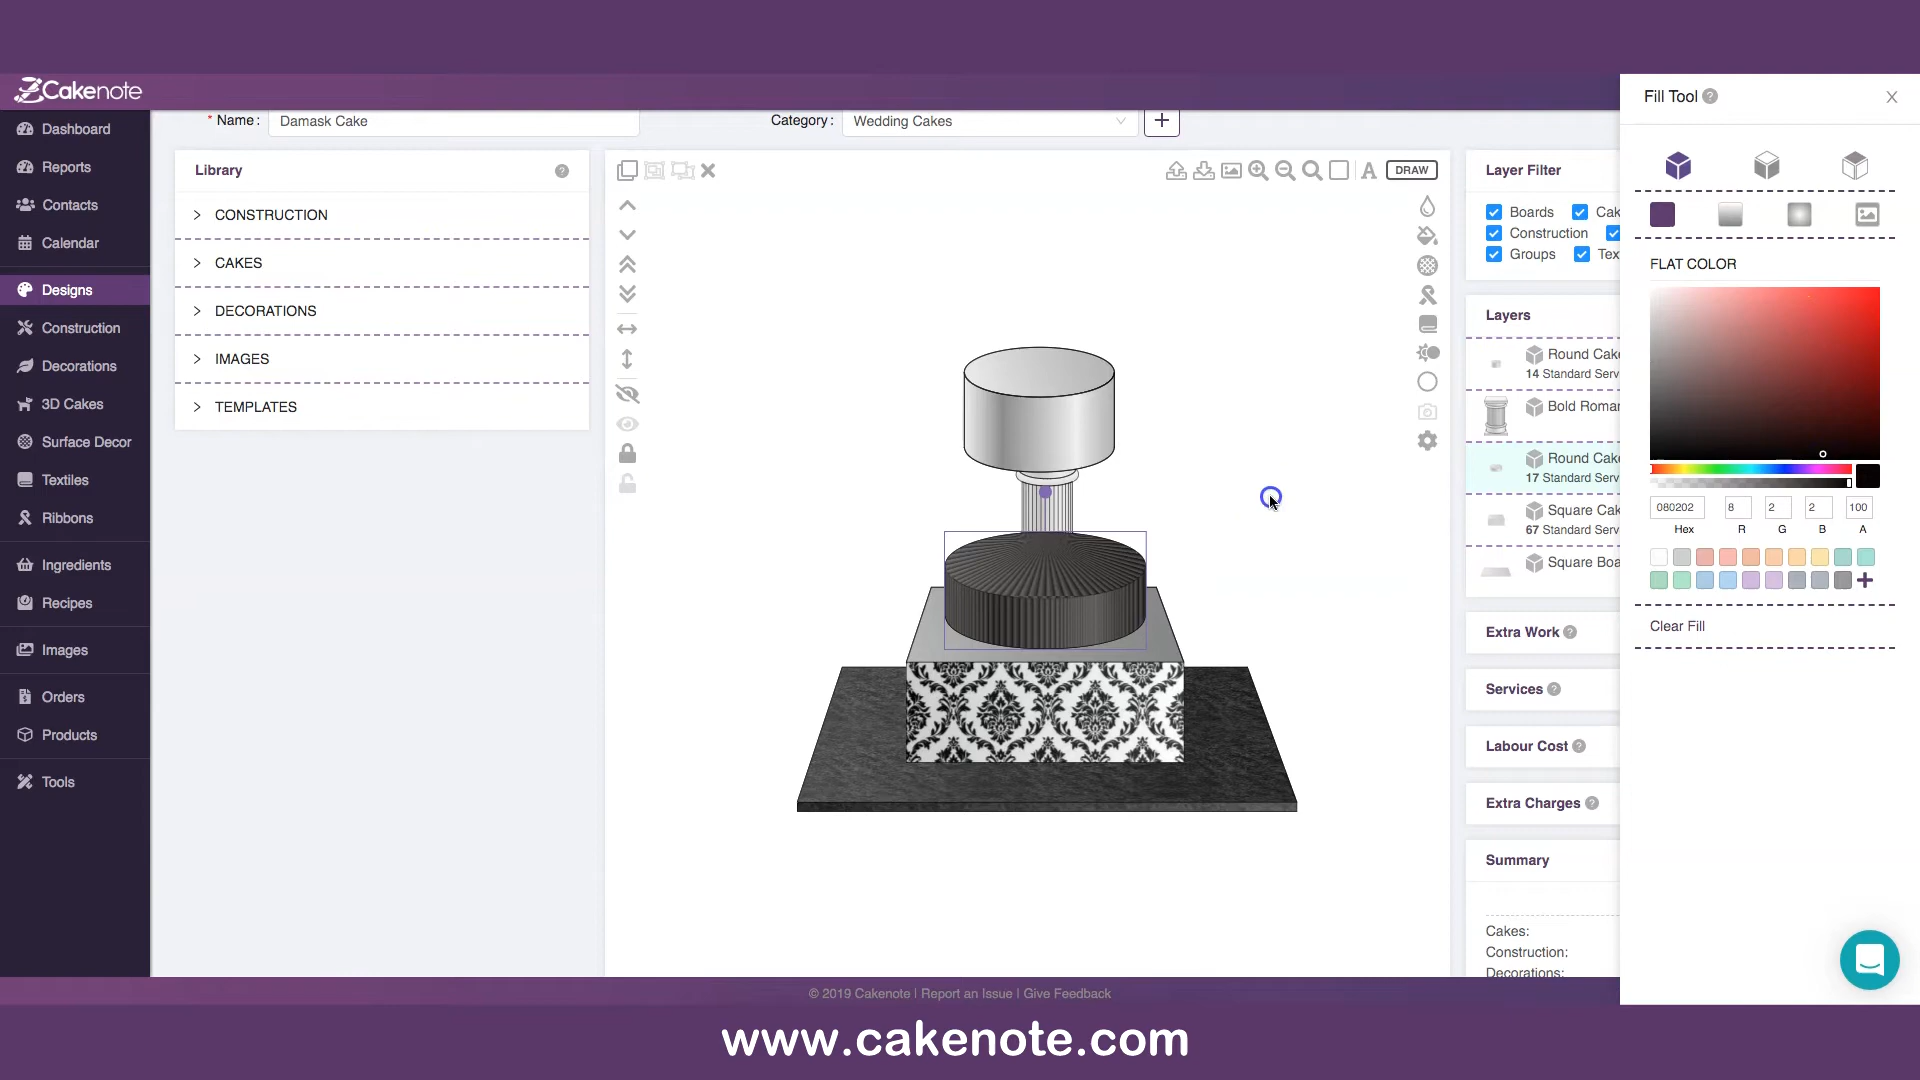 Cakenote
Dashboard
Reports
Contacts
Calendar
Designs
Construction
Decorations
3D Cakes
Surface Decor
Textiles
Ribbons
Ingredients
Recipes
Images
Orders
Products
Tools
* Name : Damask Cake
Category : Wedding Cakes
Library ?
CONSTRUCTION
CAKES
DECORATIONS
IMAGES
TEMPLATES
A DRAW
Layer Filter
Boards Cak
Construction
Groups Tex
Layers
Round Cake
14 Standard Serv
Bold Roman
Round Cake
17 Standard Serv
Square Cak
67 Standard Serv
Square Boa
Extra Work ?
Services ?
Labour Cost ?
Extra Charges ?
Summary
Cakes:
Construction:
Decorations:
Fill Tool ? X
FLAT COLOR
080202 8 2 2 100
Hex R G B A
Clear Fill
© 2019 Cakenote | Report an Issue | Give Feedback
www.cakenote.com